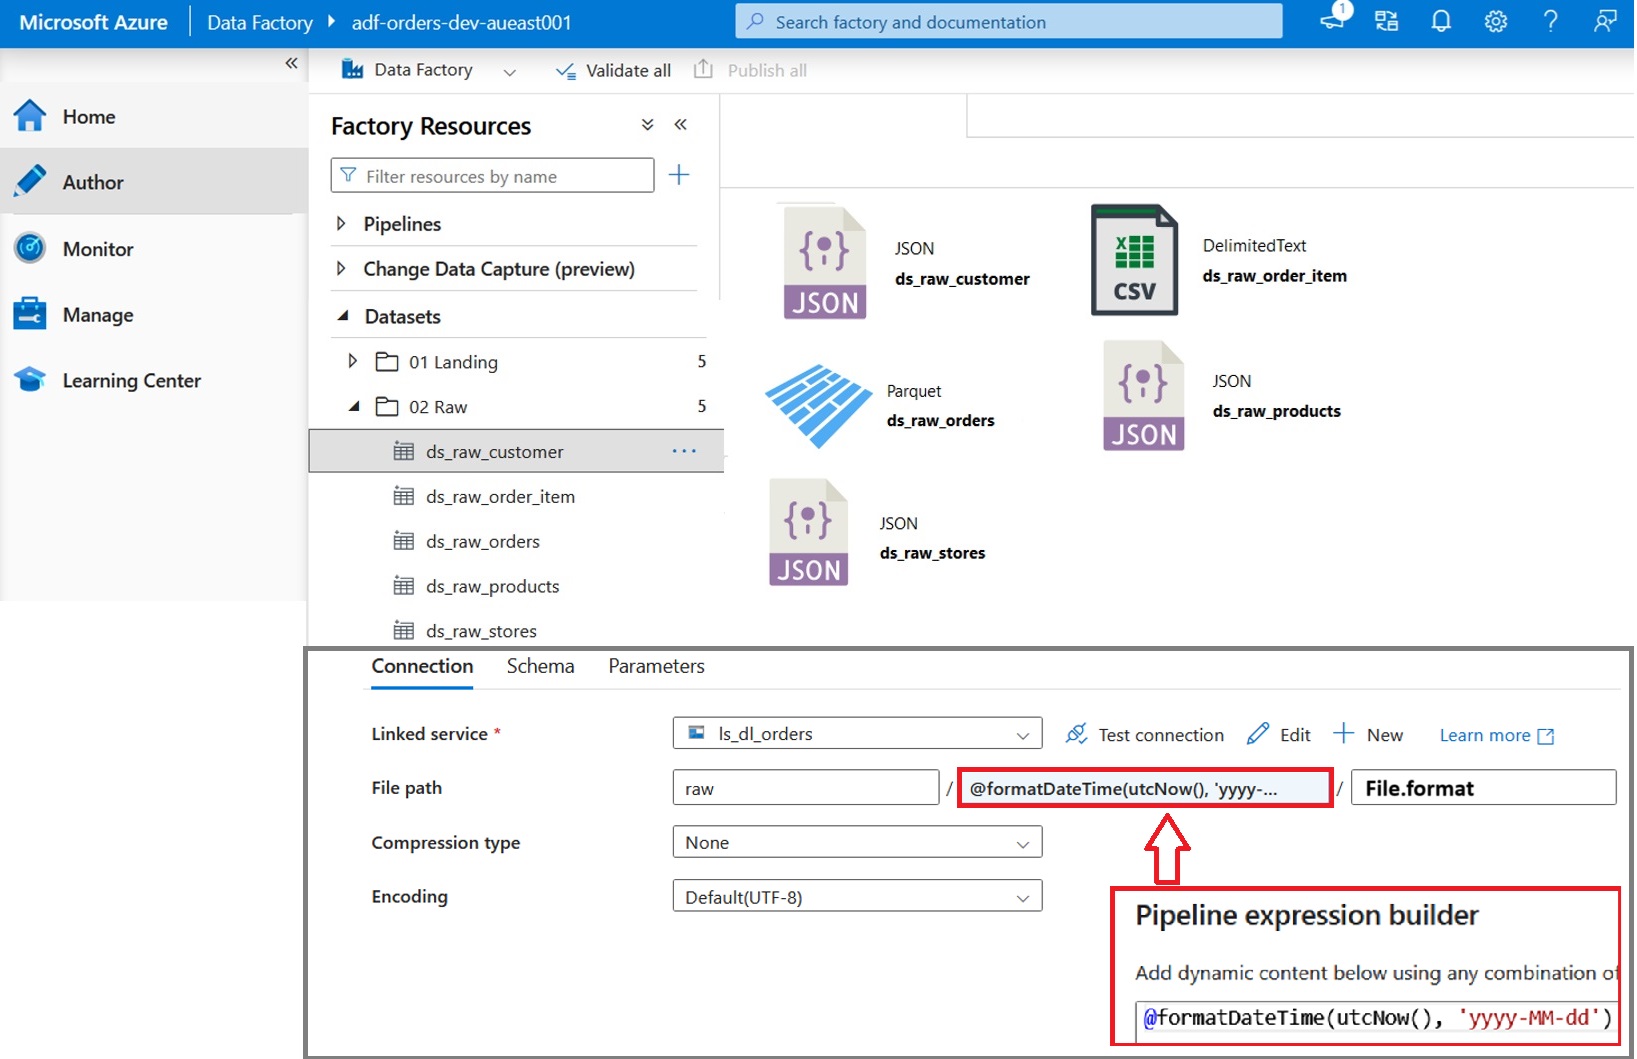 Microsoft Azure
Data Factory
adf-orders-dev-aueast001
Search factory and documentation
1
Data Factory
Validate all
Publish all
Home
Author
Monitor
Manage
Learning Center
Factory Resources
Filter resources by name
Pipelines
Change Data Capture (preview)
Datasets
01 Landing 5
02 Raw 5
ds_raw_customer
ds_raw_order_item
ds_raw_orders
ds_raw_products
ds_raw_stores
JSON
JSON
ds_raw_customer
CSV
DelimitedText
ds_raw_order_item
Parquet
ds_raw_orders
JSON
JSON
ds_raw_products
JSON
JSON
ds_raw_stores
Connection Schema Parameters
Linked service *
ls_dl_orders
Test connection Edit New Learn more
File path
raw / @formatDateTime(utcNow(), 'yyyy-... / File.format
Compression type
None
Encoding
Default(UTF-8)
Pipeline expression builder
Add dynamic content below using any combination of
@formatDateTime(utcNow(), 'yyyy-MM-dd')